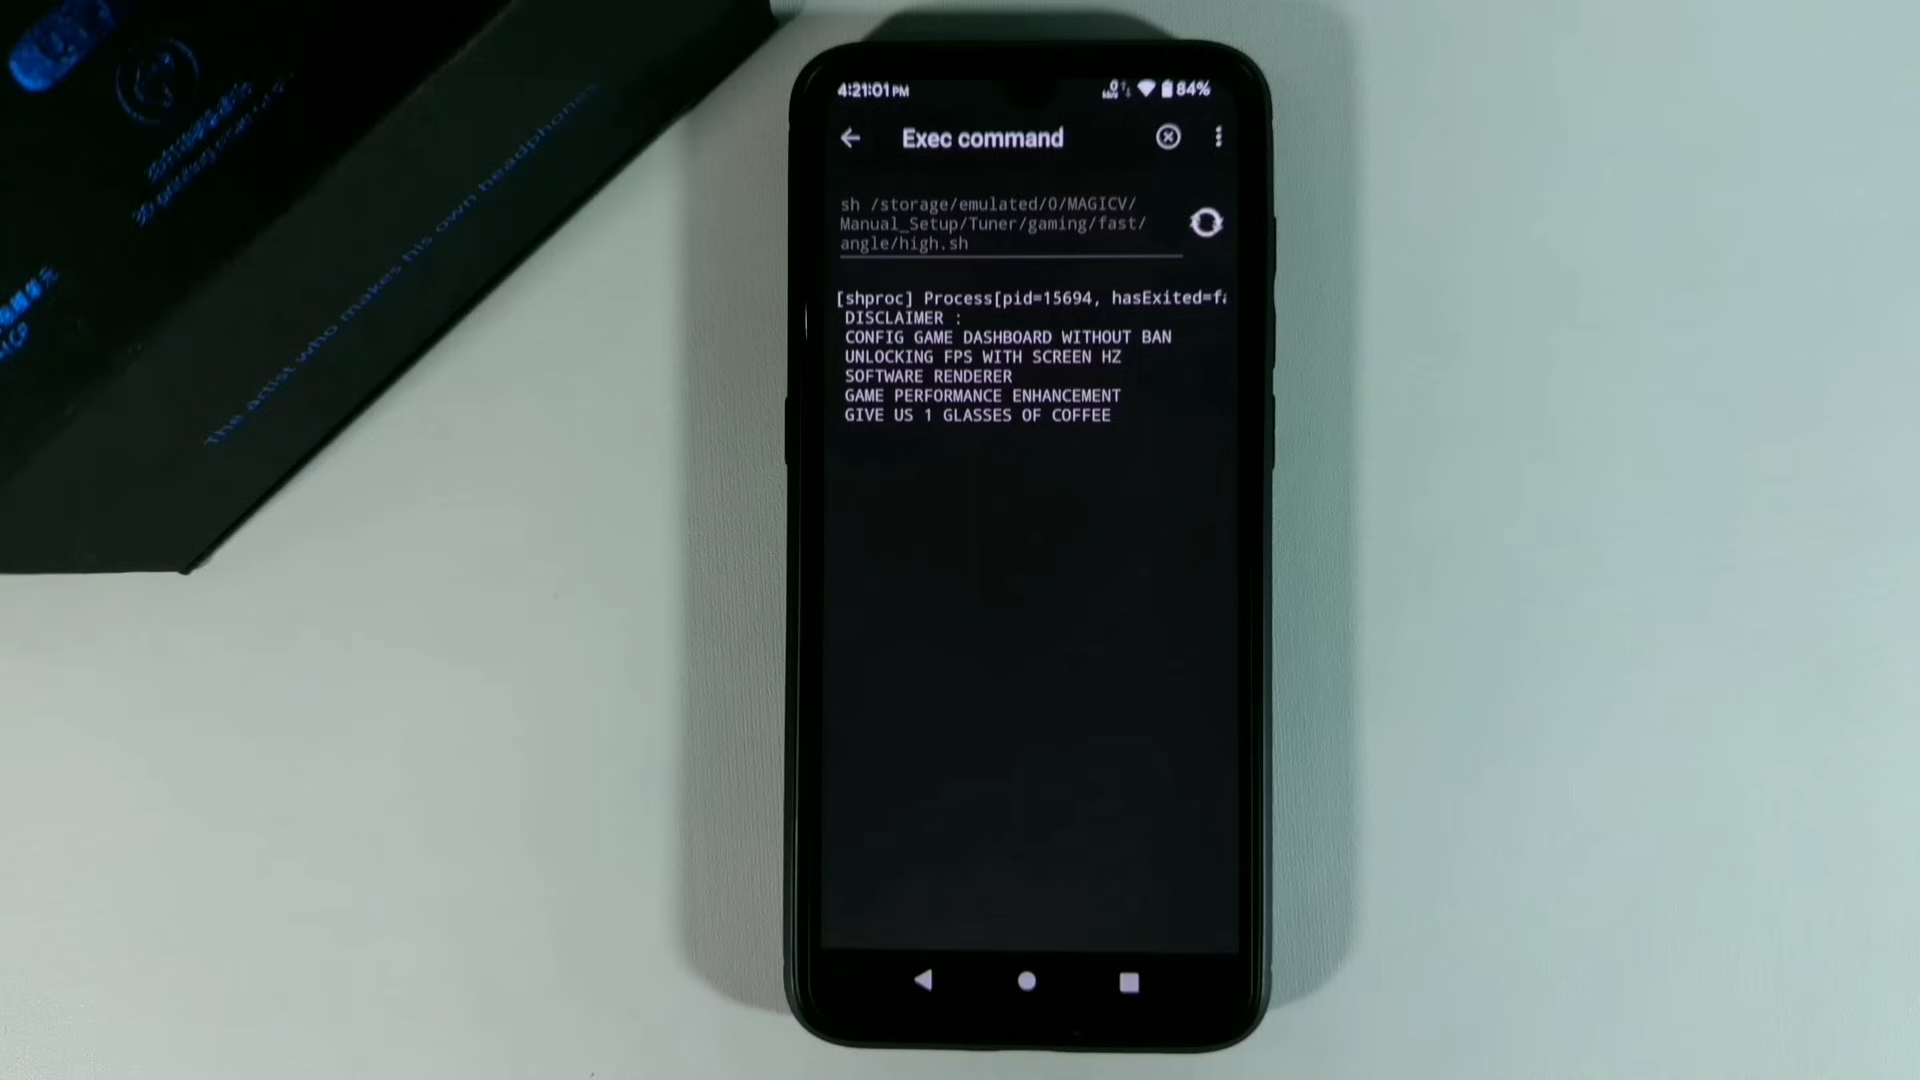 The artist who makes his own headphones
4:21:01 PM
84%
Exec command
sh /storage/emulated/0/MAGICV/
Manual_Setup/Tuner/gaming/fast/
angle/high.sh
[shproc] Process[pid=15694, hasExited=fa
DISCLAIMER :
CONFIG GAME DASHBOARD WITHOUT BAN
UNLOCKING FPS WITH SCREEN HZ
SOFTWARE RENDERER
GAME PERFORMANCE ENHANCEMENT
GIVE US 1 GLASSES OF COFFEE